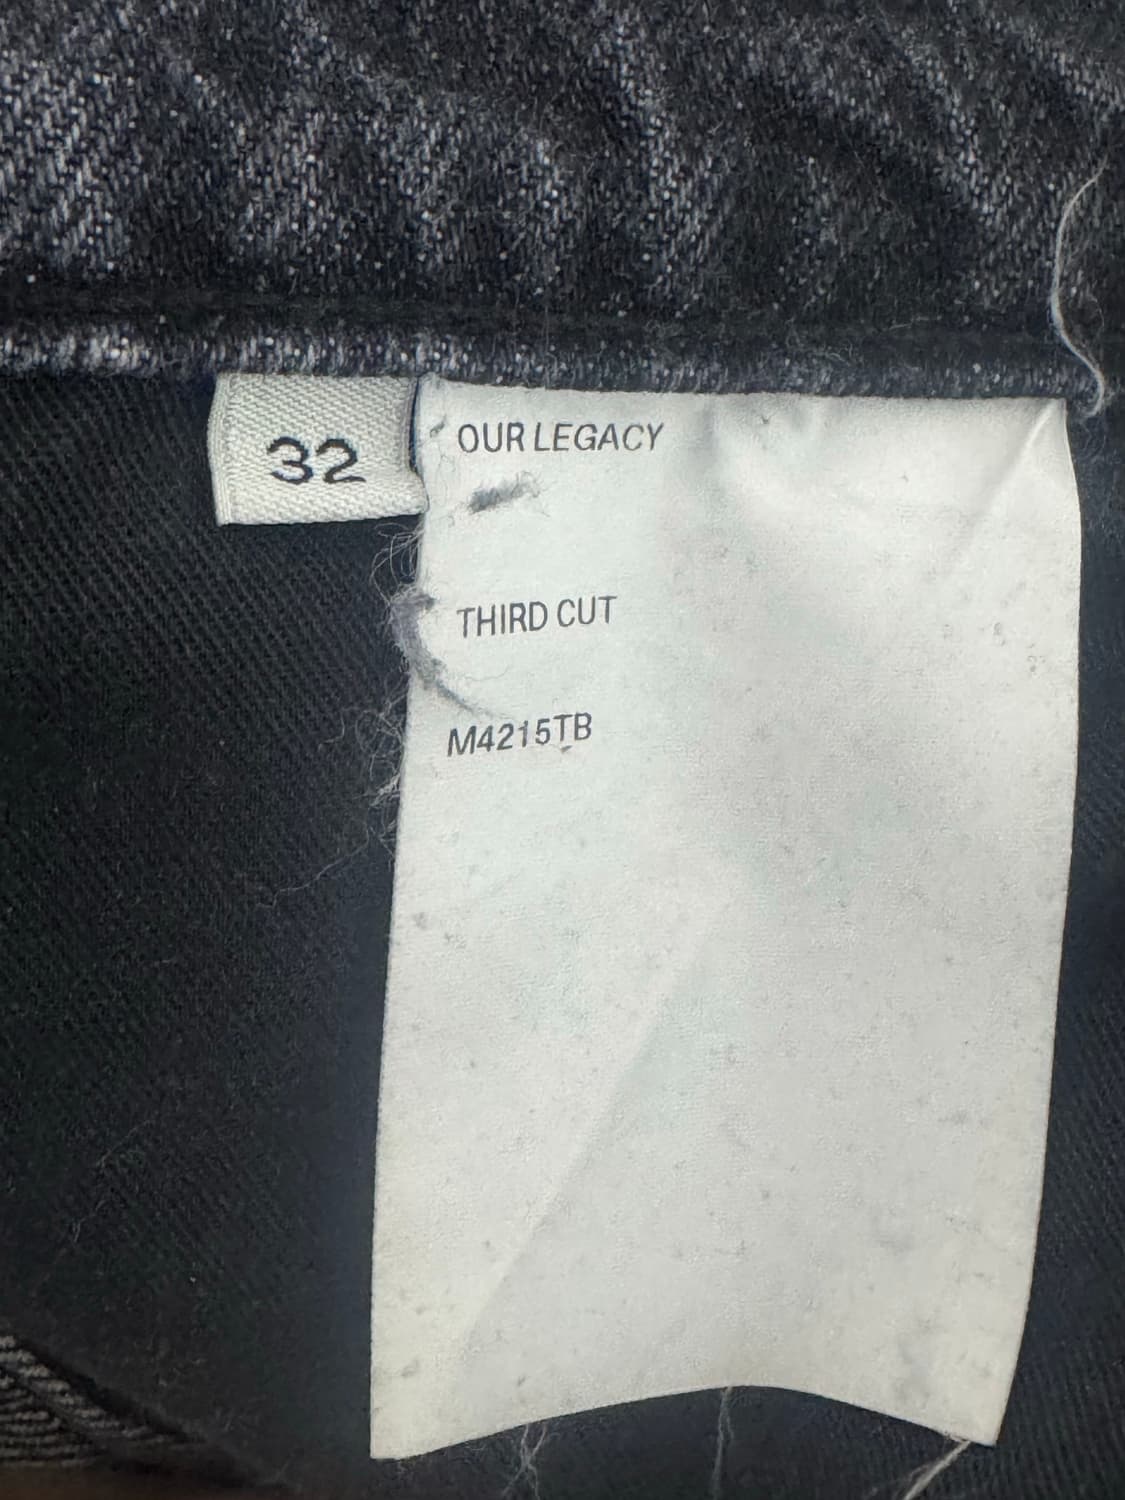 32
OUR LEGACY
THIRD CUT
M4215TB